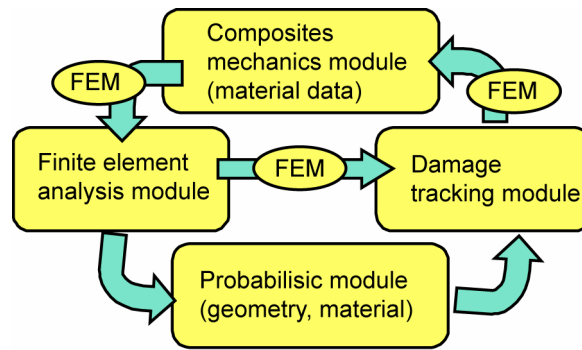 Composites
mechanics module
(material data)
FEM
FEM
Finite element
analysis module
FEM
Damage
tracking module
Probabilisic module
(geometry, material)